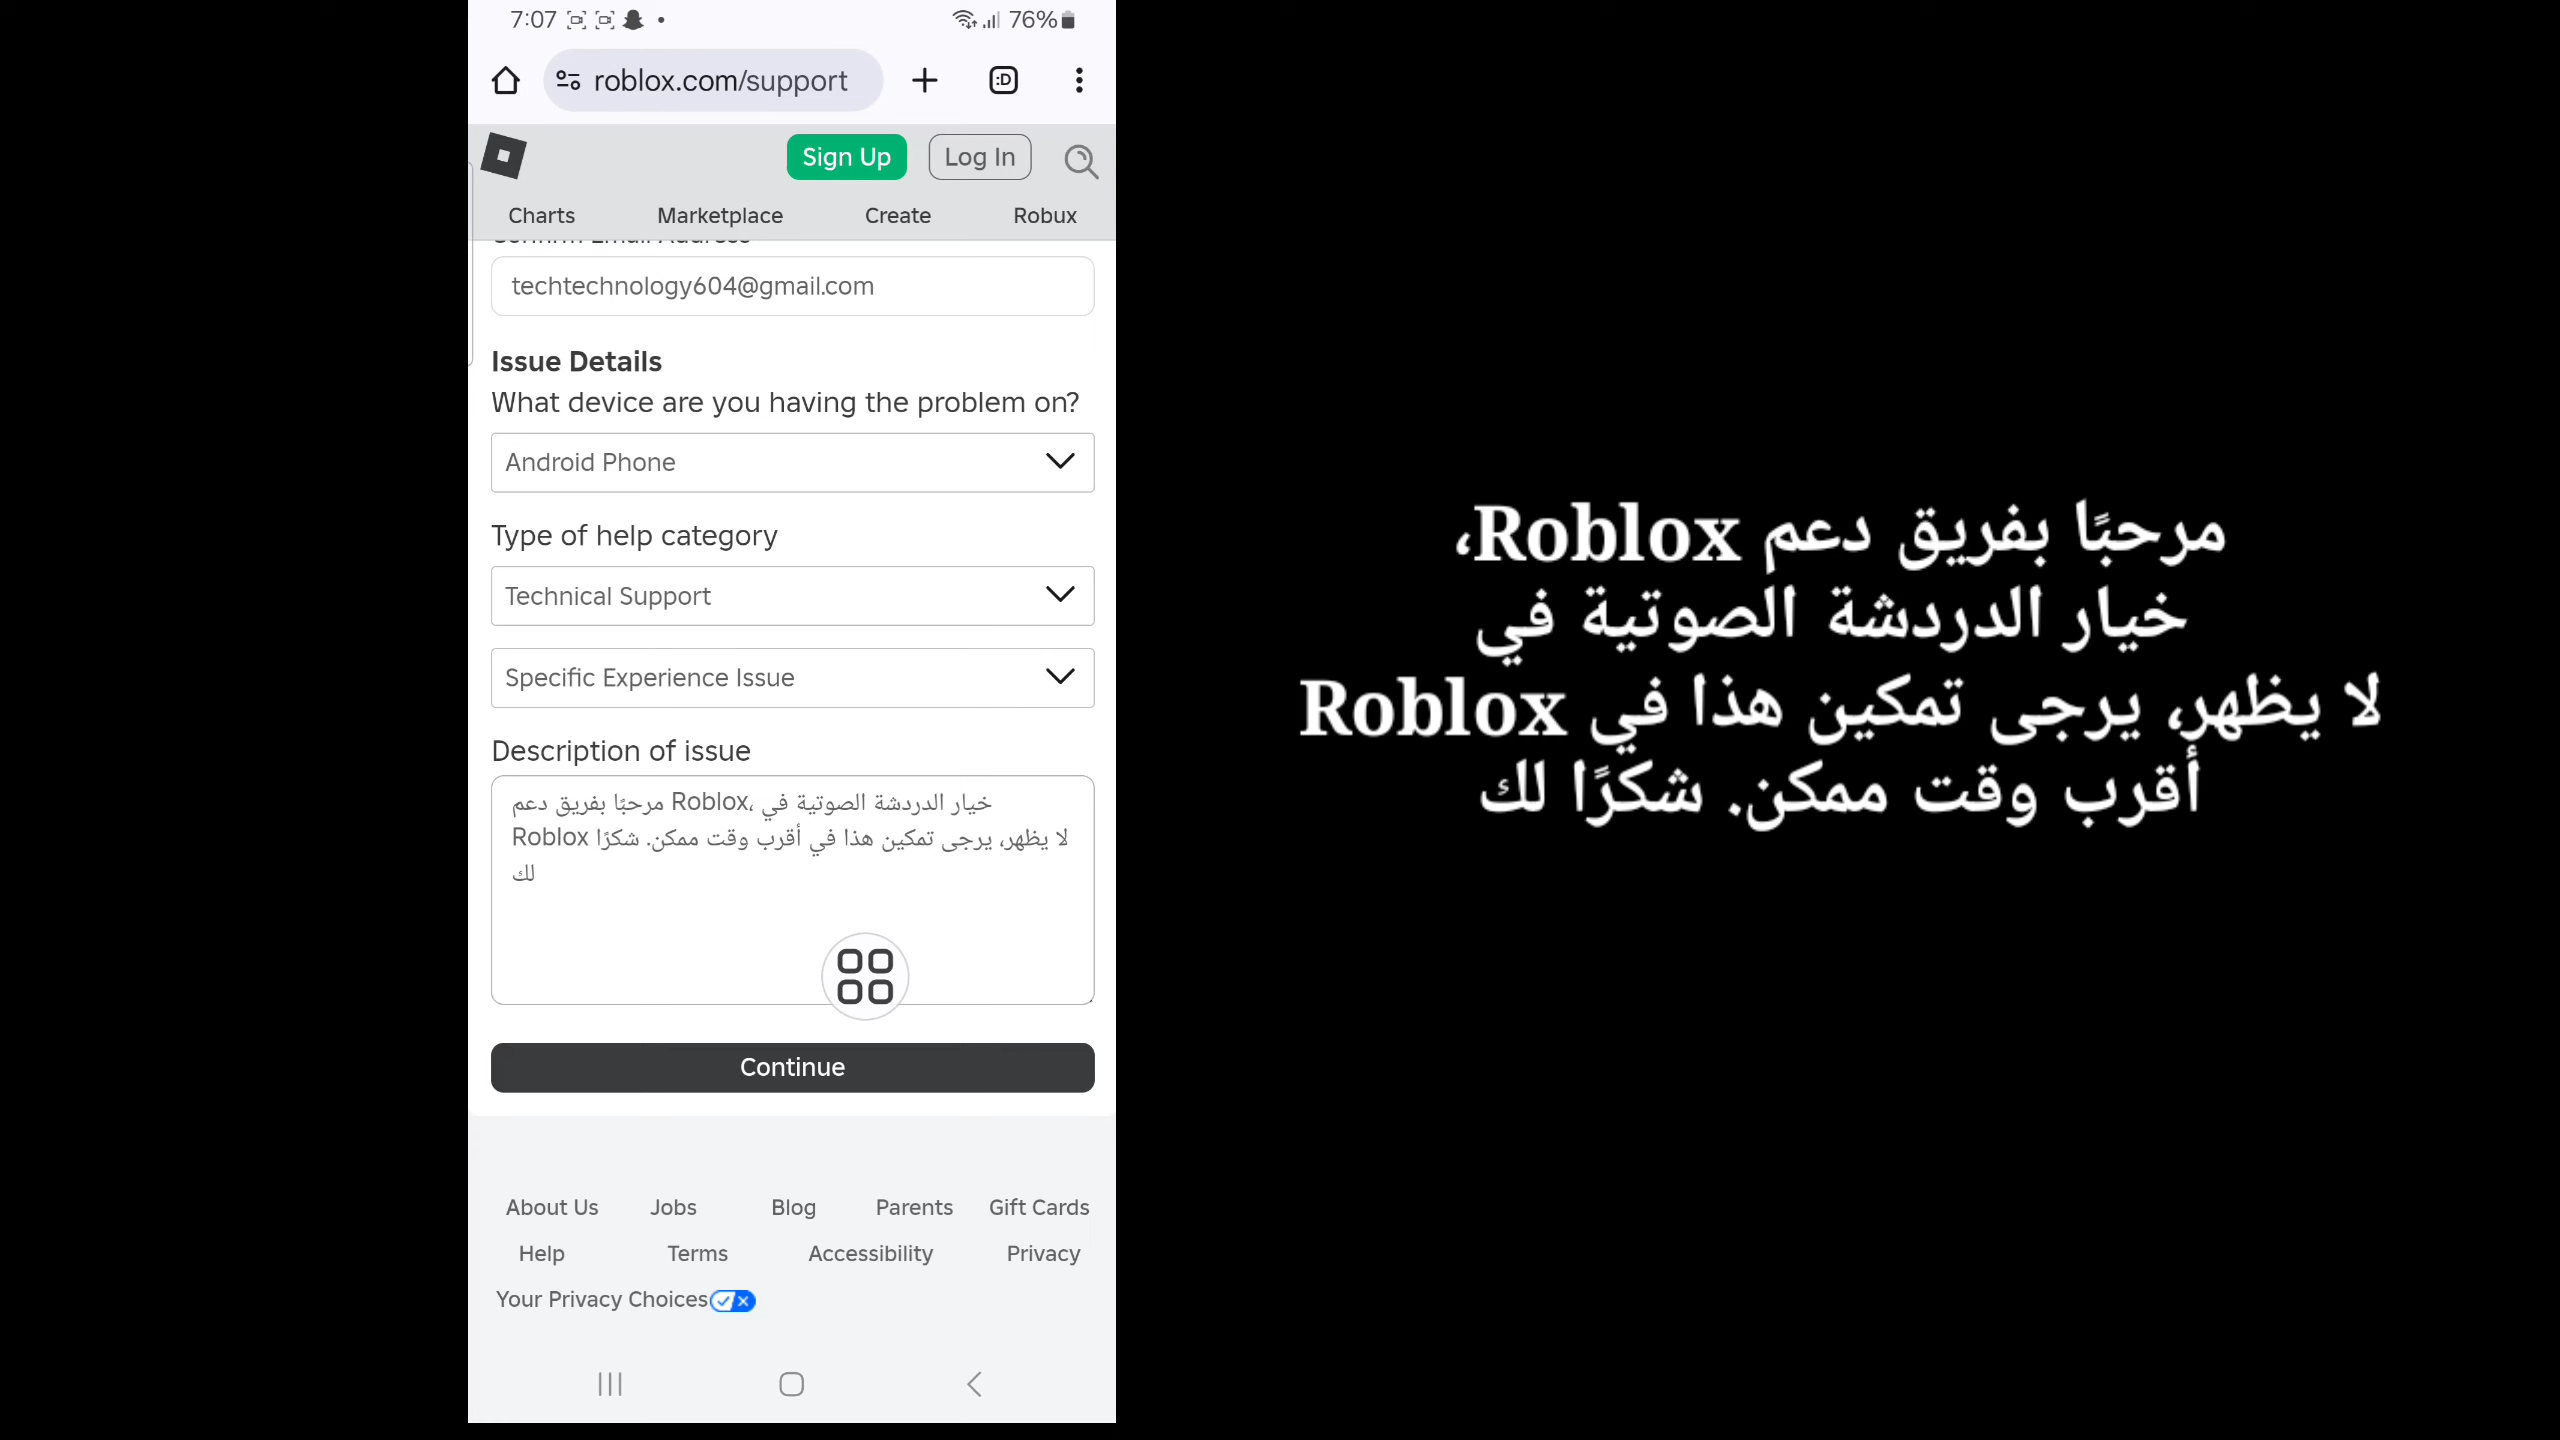 7:07
76%
roblox.com/support
:D
Sign Up
Log In
Charts
Marketplace
Create
Robux
Confirm Email Address
techtechnology604@gmail.com
Issue Details
What device are you having the problem on?
Android Phone
Type of help category
Technical Support
Specific Experience Issue
Description of issue
مرحبًا بفريق دعم Roblox، خيار الدردشة الصوتية في
Roblox لا يظهر، يرجى تمكين هذا في أقرب وقت ممكن. شكرًا
لك
Continue
About Us
Jobs
Blog
Parents
Gift Cards
Help
Terms
Accessibility
Privacy
Your Privacy Choices
مرحبًا بفريق دعم Roblox،
خيار الدردشة الصوتية في
لا يظهر، يرجى تمكين هذا في Roblox
أقرب وقت ممكن. شكرًا لك